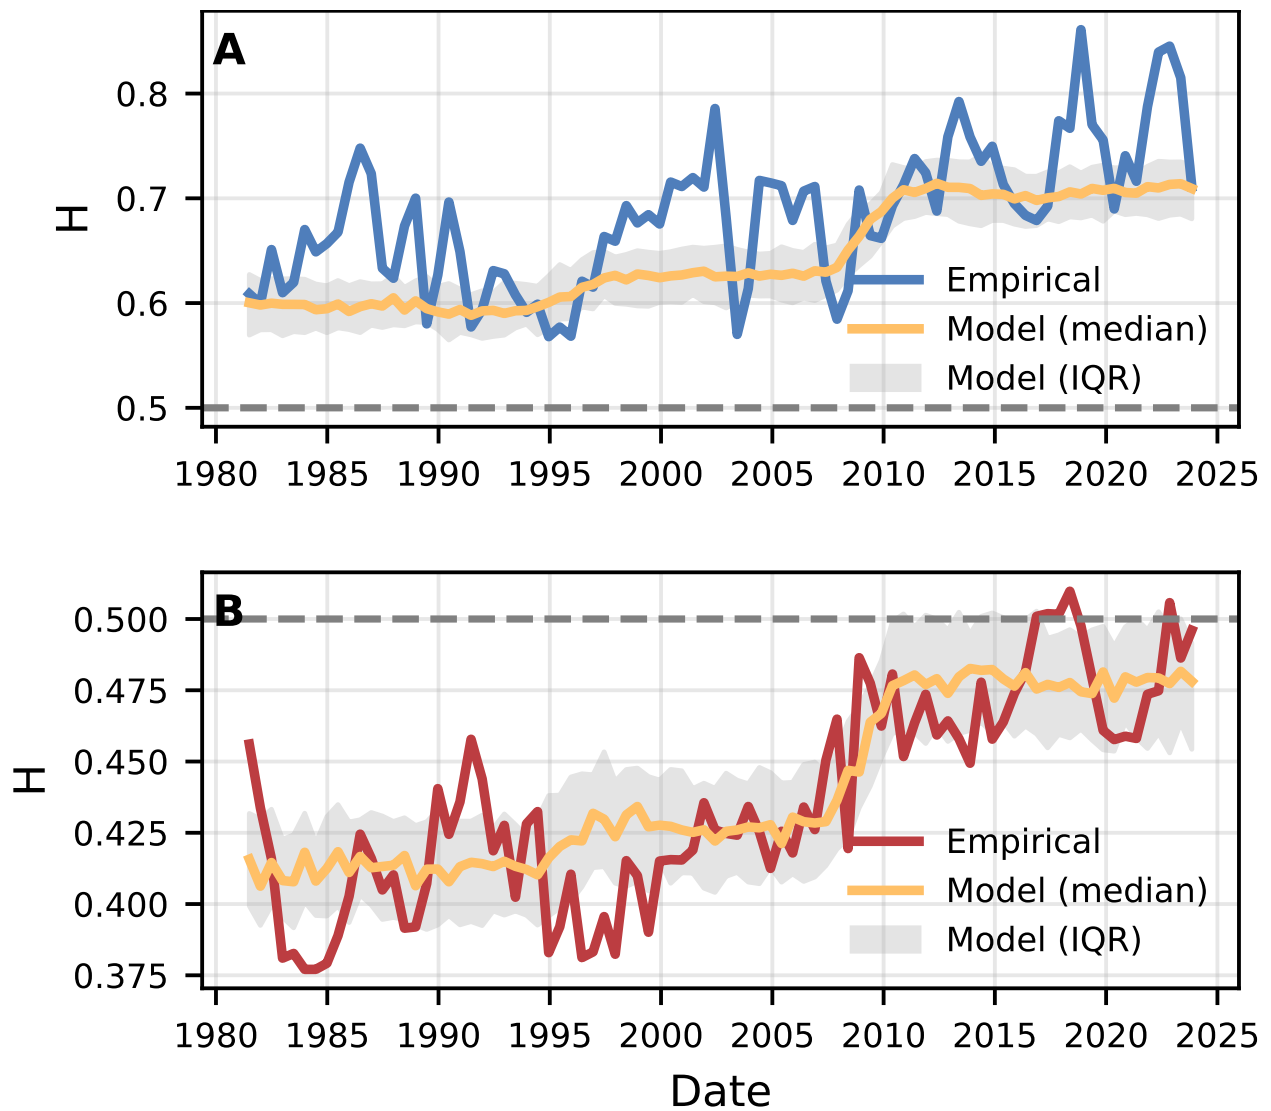 A
H
0.8
0.7
0.6
0.5
Empirical
Model (median)
Model (IQR)
1980 1985 1990 1995 2000 2005 2010 2015 2020 2025
B
H
0.500
0.475
0.450
0.425
0.400
0.375
Empirical
Model (median)
Model (IQR)
1980 1985 1990 1995 2000 2005 2010 2015 2020 2025
Date